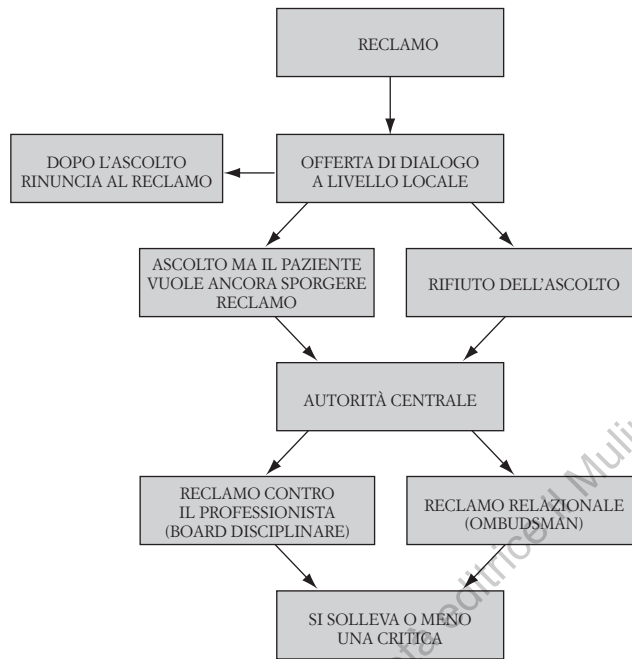 RECLAMO
DOPO L'ASCOLTO
RINUNCIA AL RECLAMO
OFFERTA DI DIALOGO
A LIVELLO LOCALE
ASCOLTO MA IL PAZIENTE
VUOLE ANCORA SPORGERE
RECLAMO
RIFIUTO DELL'ASCOLTO
AUTORITÀ CENTRALE
RECLAMO CONTRO
IL PROFESSIONISTA
(BOARD DISCIPLINARE)
RECLAMO RELAZIONALE
(OMBUDSMAN)
SI SOLLEVA O MENO
UNA CRITICA
editrice Il